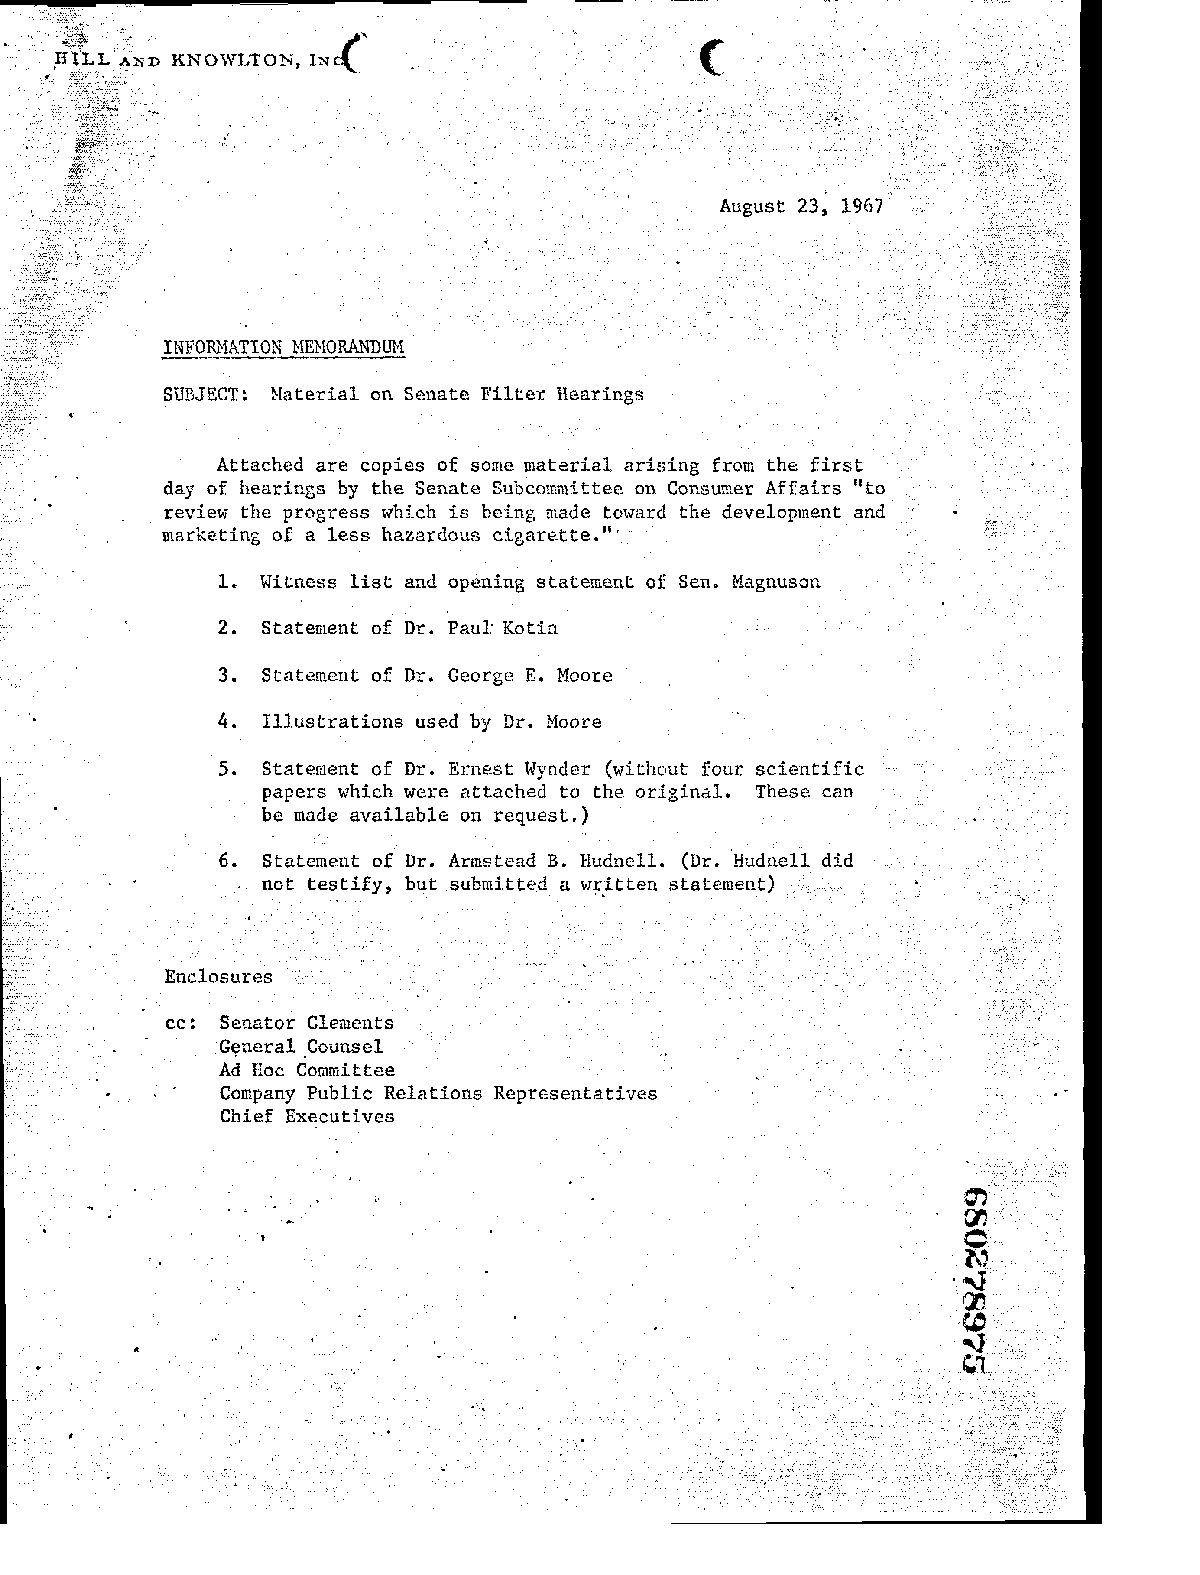 HILL AND KNOWLTON, INC
August 23, 1967
INFORMATION MEMORANDUM
SUBJECT: Material on Senate Filter Hearings
Attached are copies of some material arising from the first
day of hearings by the Senate Subcommittee on Consumer Affairs "to
review the progress which is being made toward the development and
marketing of a less hazardous cigarette."
1. Witness list and opening statement of Sen. Magnuson
2. Statement of Dr. Paul Kotin
3. Statement of Dr. George E. Moore
4. Illustrations used by Dr. Moore
5. Statement of Dr. Ernest Wynder (without four scientific
papers which were attached to the original. These can
be made available on request.)
6. Statement of Dr. Armstead B. Hudnell. (Dr. Hudnell did
not testify, but submitted a written statement)
Enclosures
cc: Senator Clements
General Counsel
Ad Hoc Committee
Company Public Relations Representatives
Chief Executives
680278975